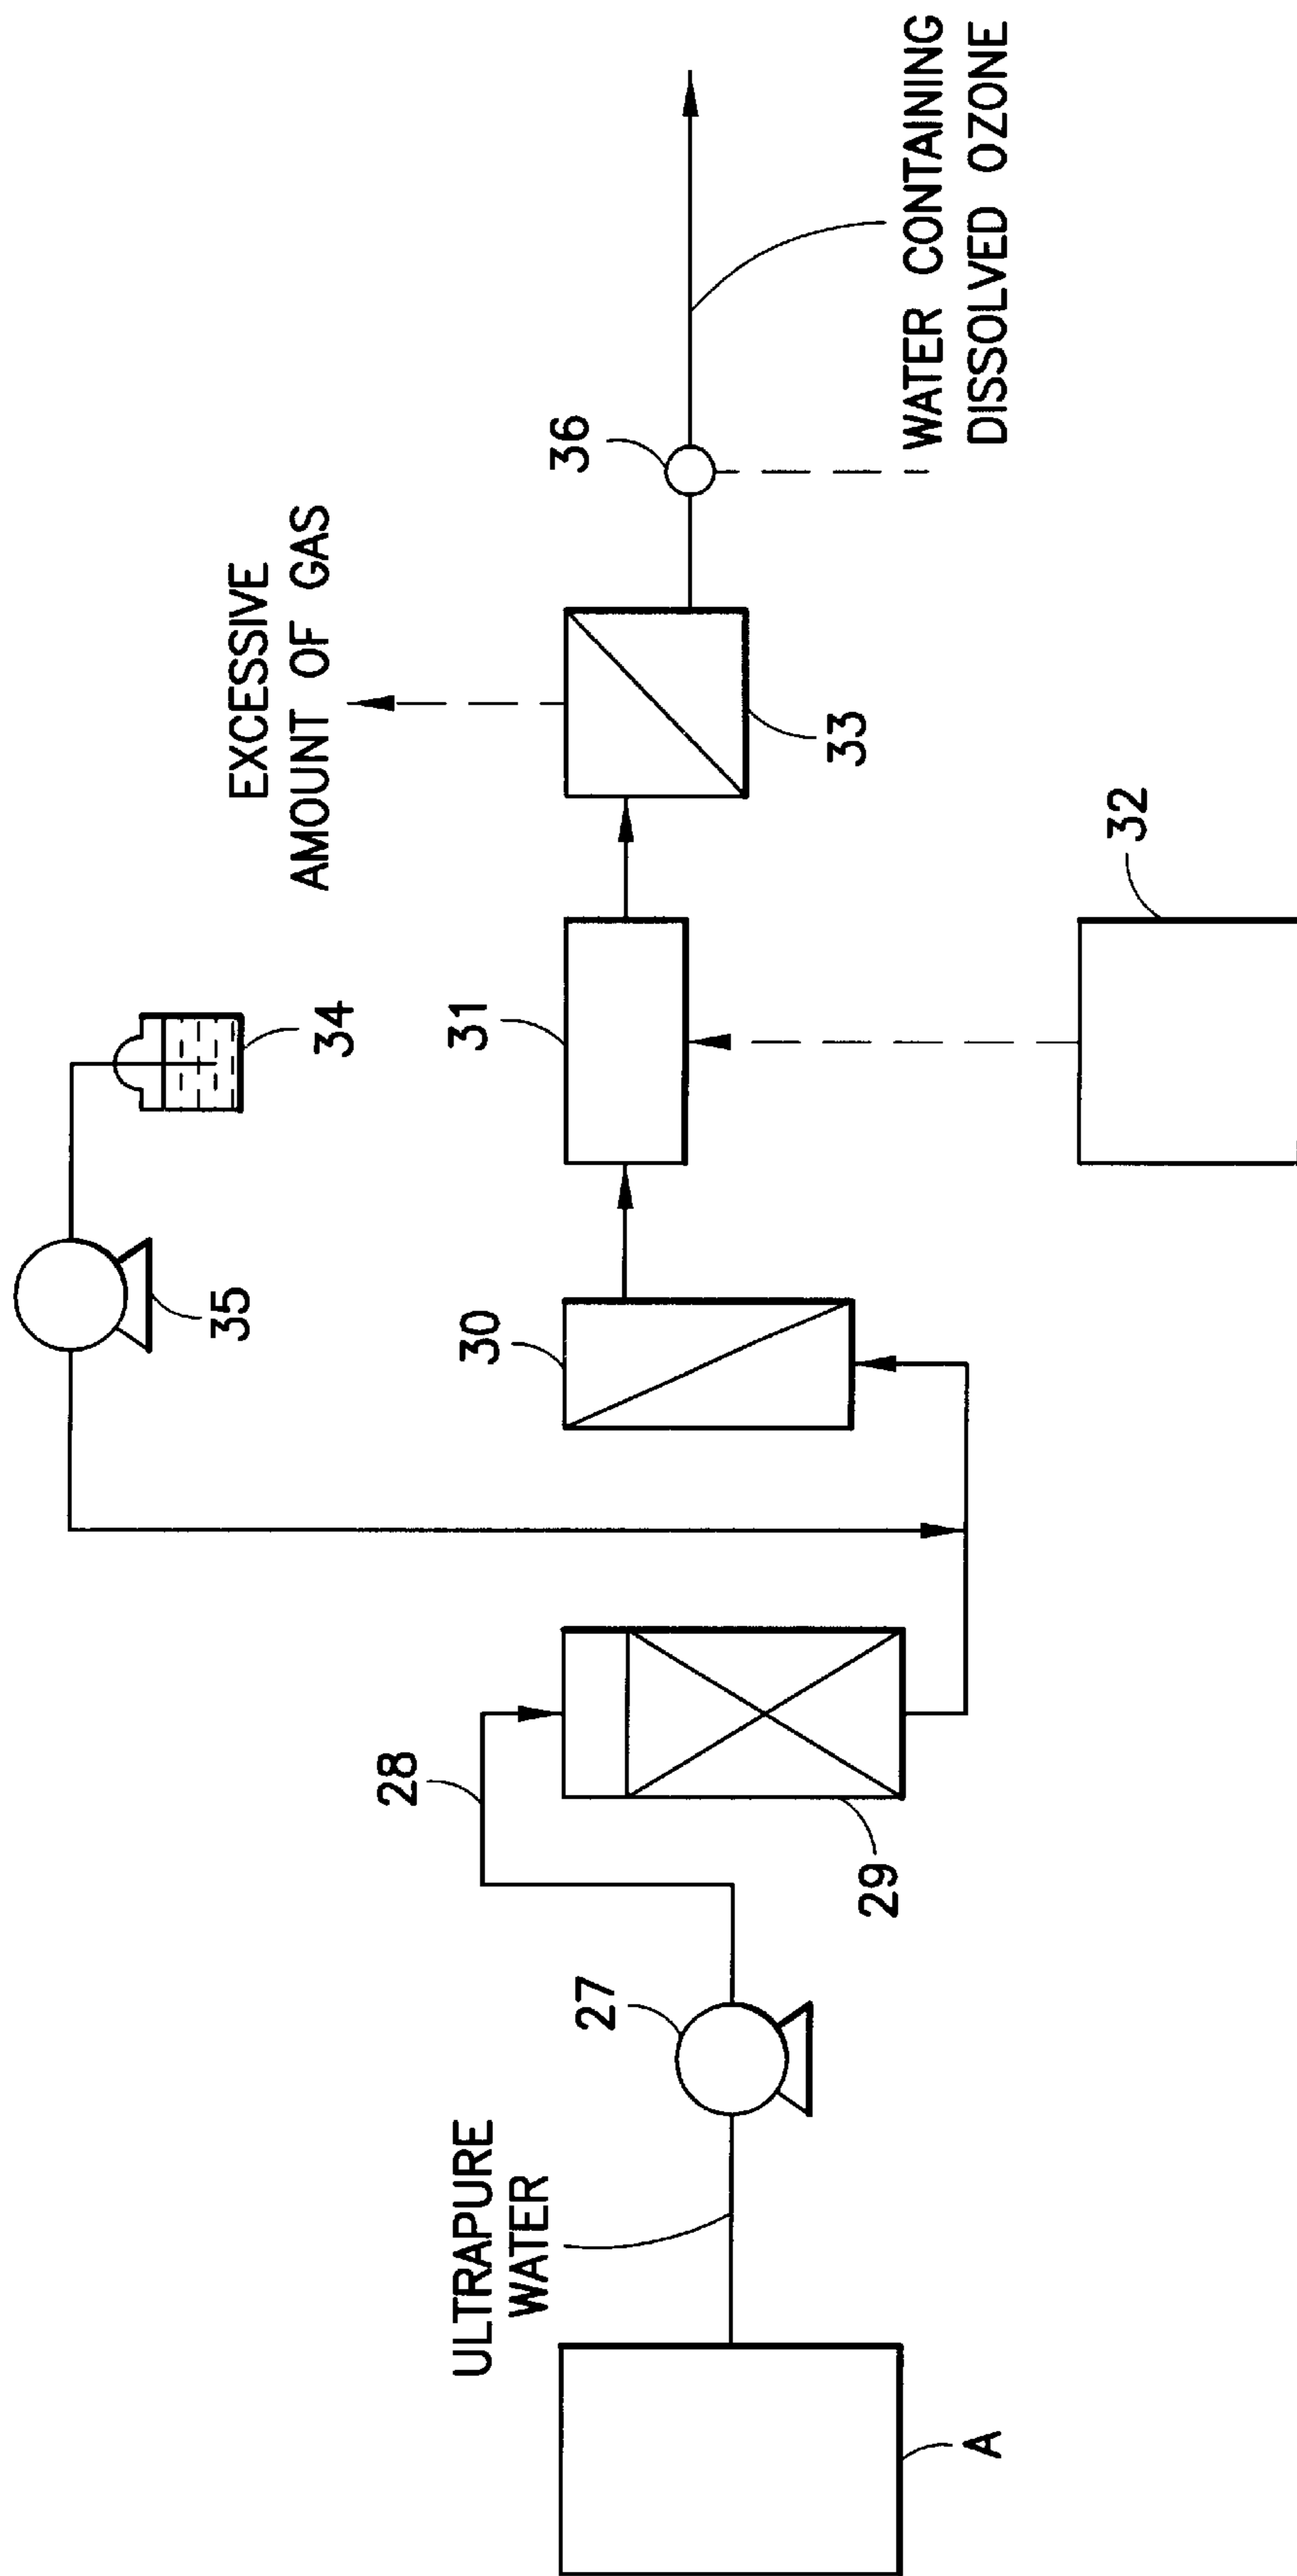 ULTRAPURE
WATER
A
27
28
29
30
35
34
31
32
EXCESSIVE
AMOUNT OF GAS
33
36
WATER CONTAINING
DISSOLVED OZONE